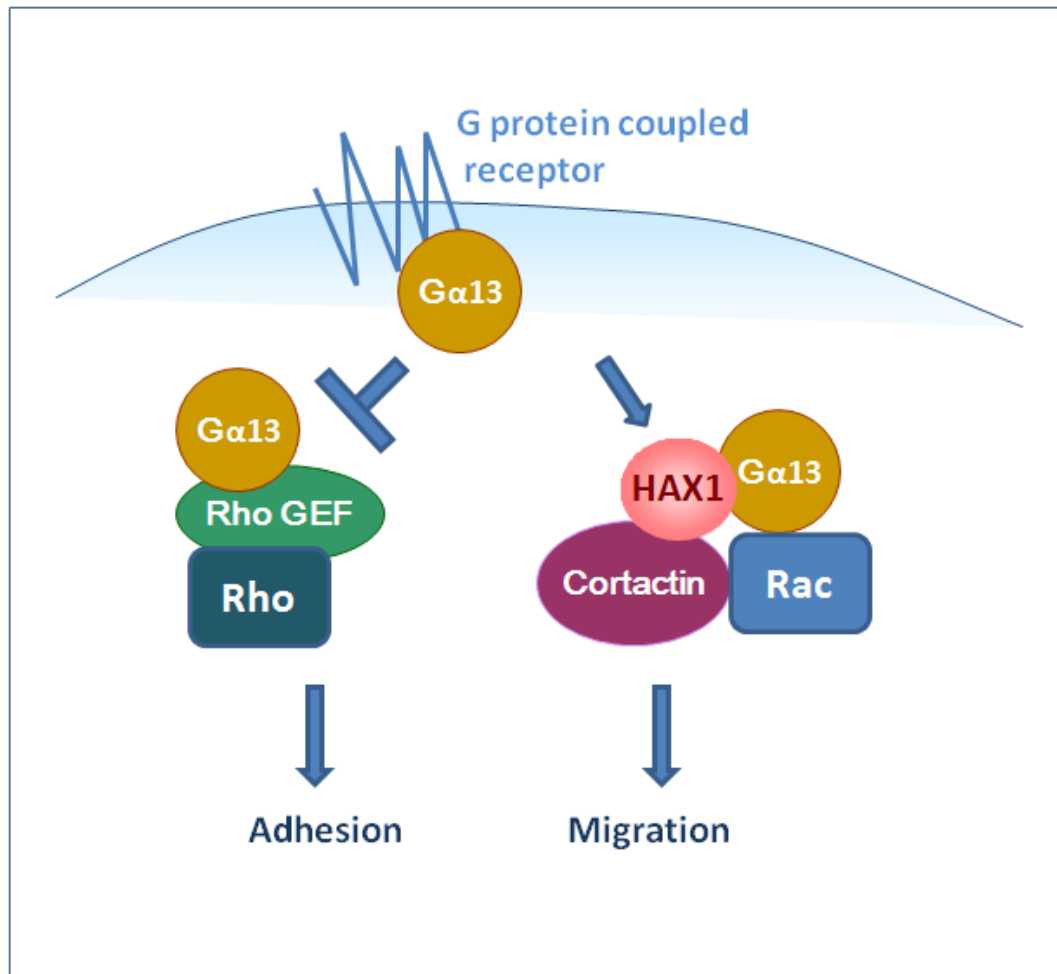 G protein coupled
receptor
Gα13
Gα13
Rho GEF
Rho
HAX1
Gα13
Cortactin
Rac
Adhesion
Migration